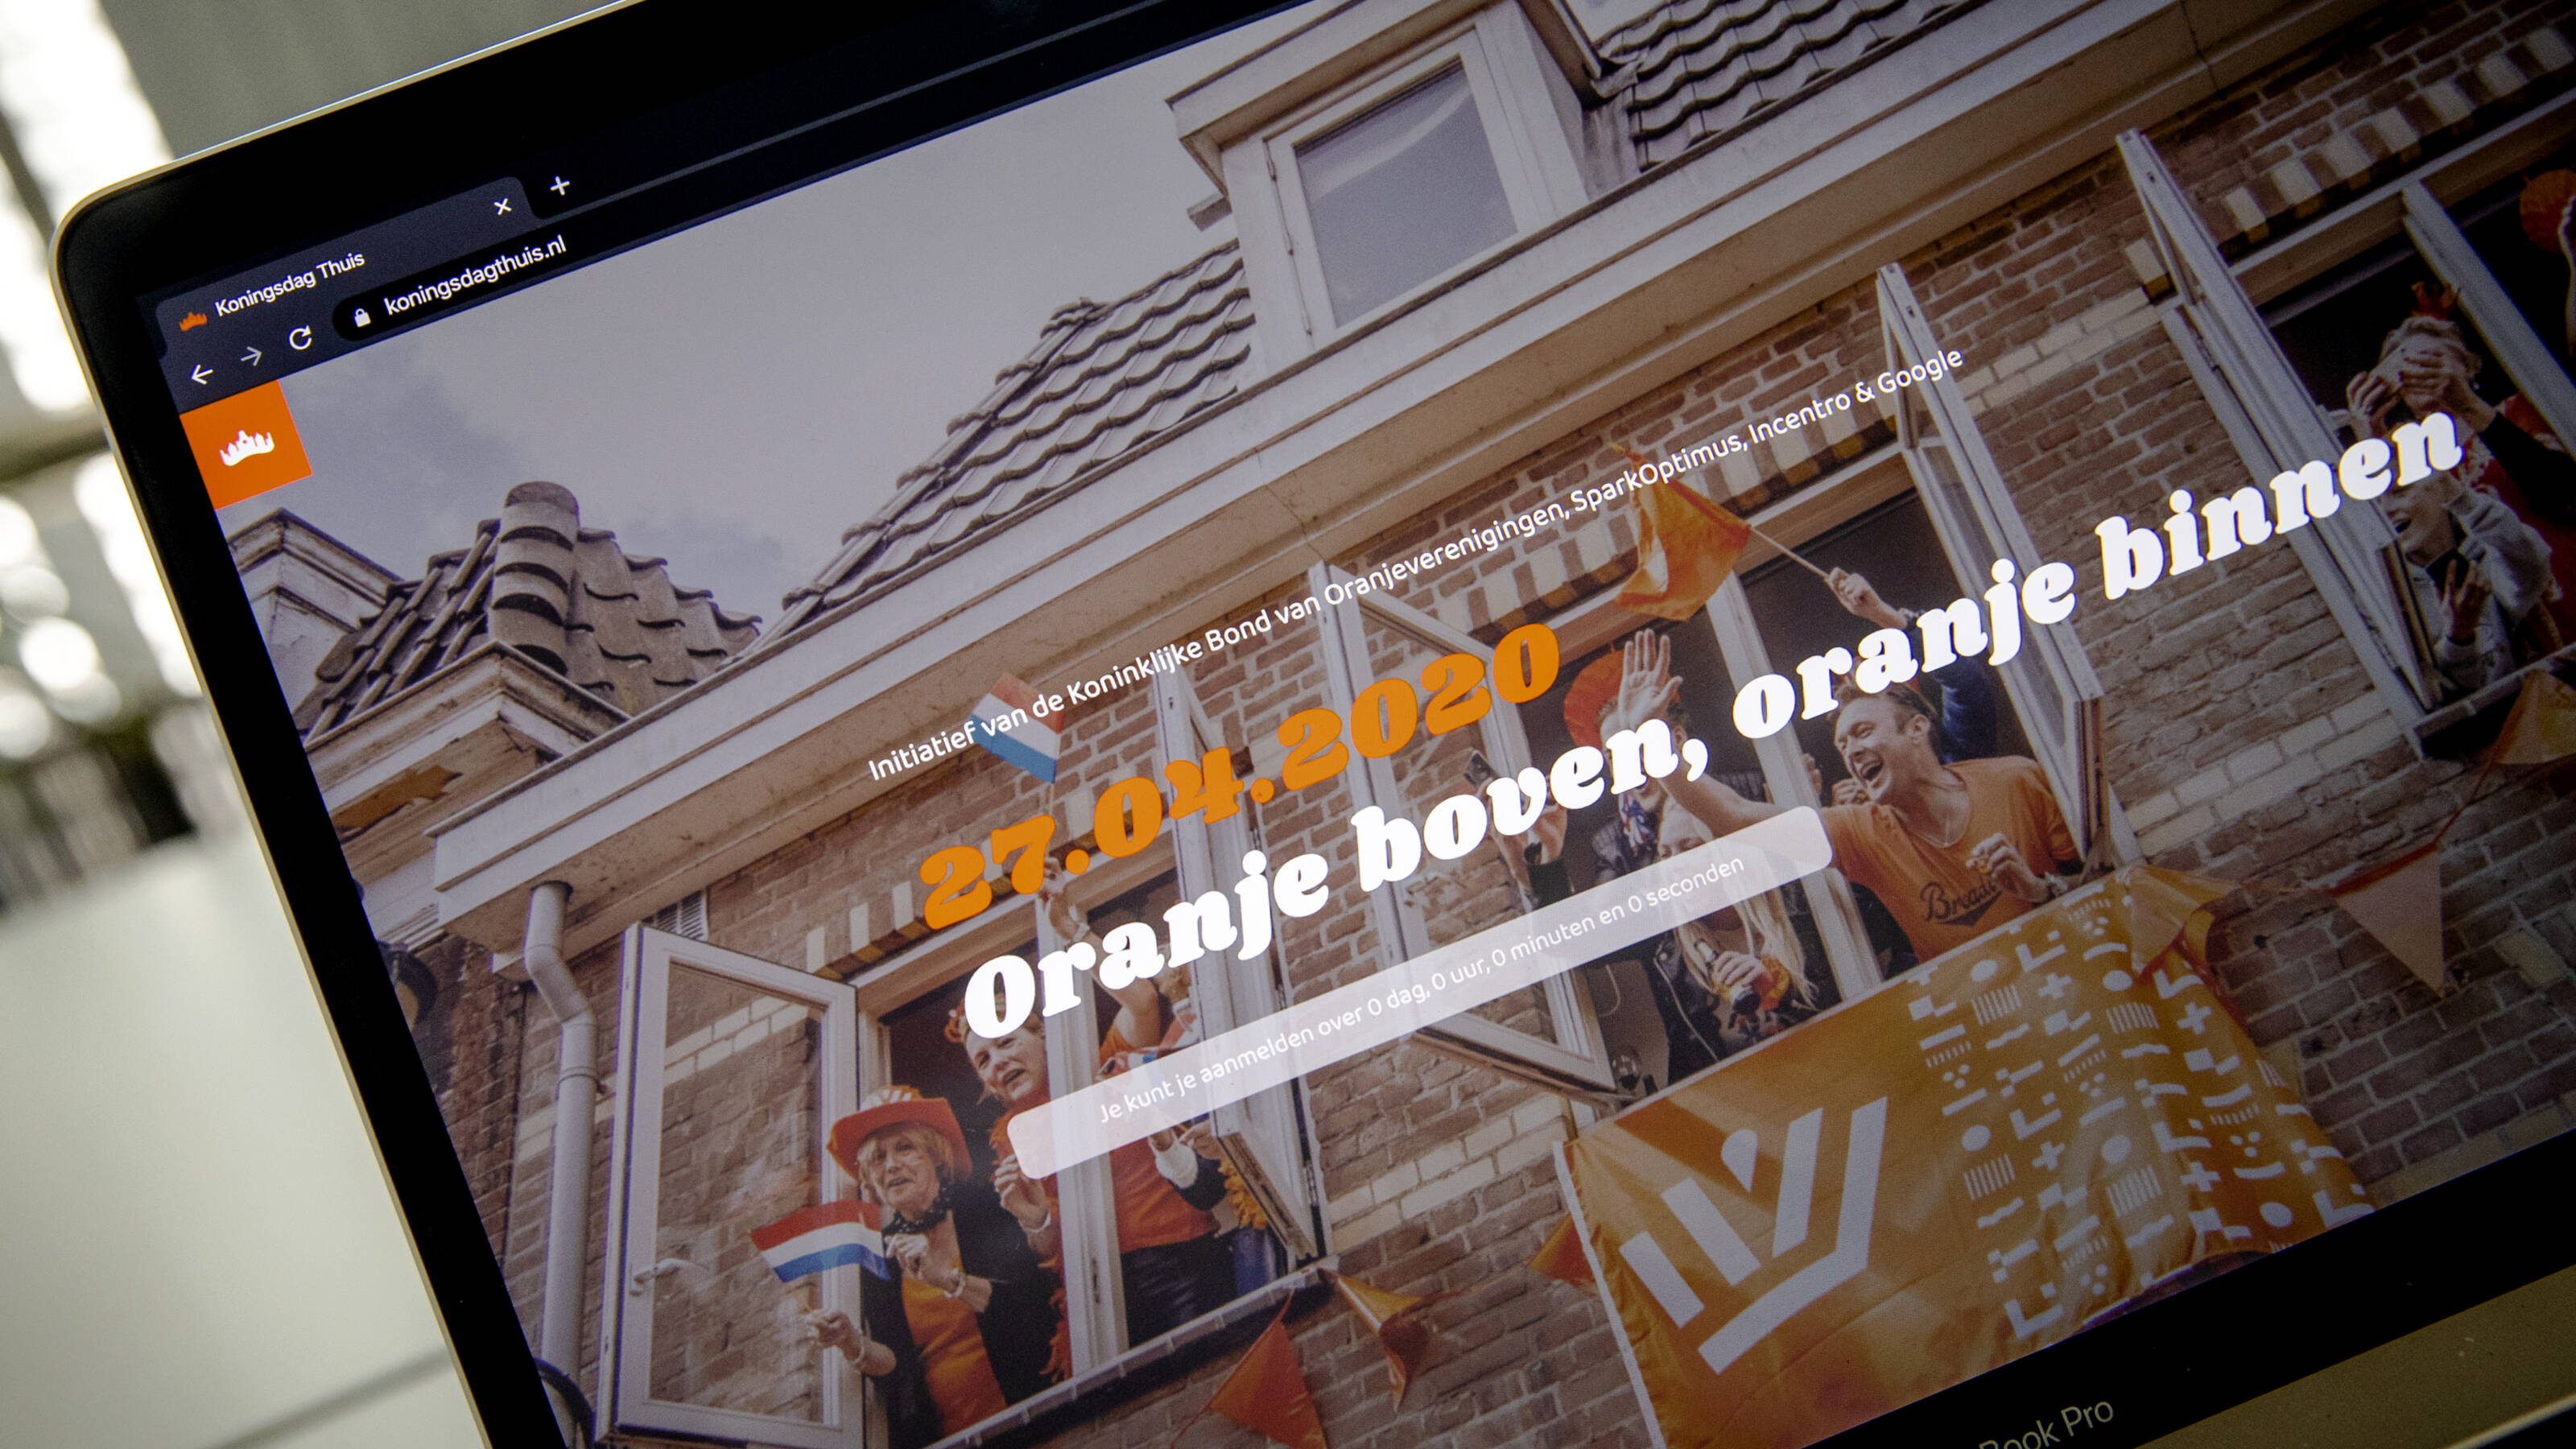 Koningsdag Thuis
koningsdagthuis.nl
Initiatief van de Koninklijke Bond van Oranjeverenigingen, SparkOptimus, Incentro & Google
27.04.2020
Oranje boven, oranje binnen
Je kunt je aanmelden over 0 dag, 0 uur, 0 minuten en 0 seconden
Book Pro